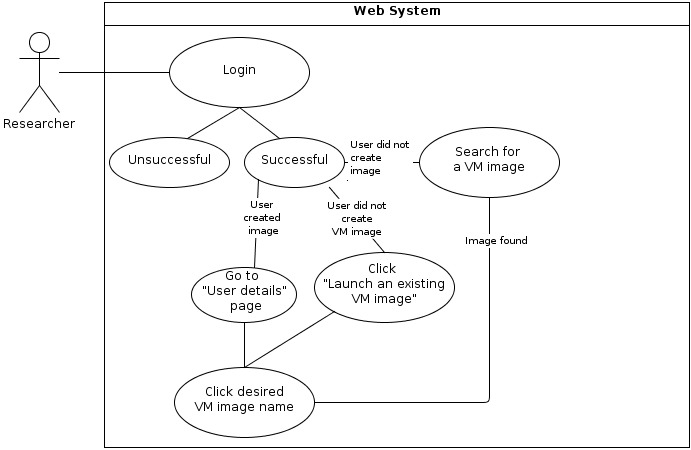 Web System
Login
Researcher
Unsuccessful
Successful
User did not
create
image
Search for
a VM image
User
created
image
User did not
create
VM image
Image found
Go to
"User details"
page
Click
"Launch an existing
VM image"
Click desired
VM image name